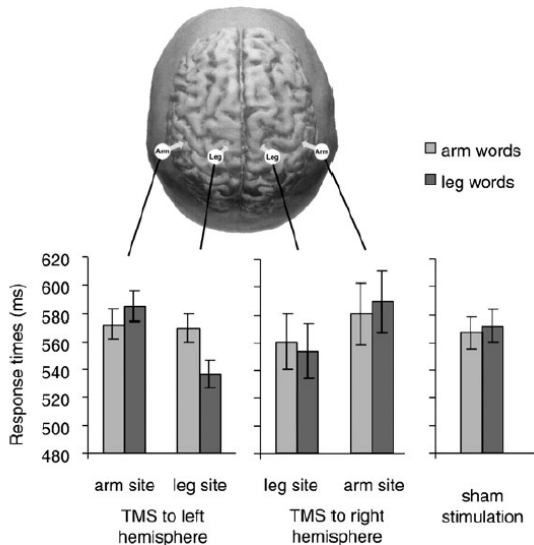 Arm
Leg
Leg
Arm
arm words
leg words
Response times (ms)
620
600
580
560
540
520
500
480
arm site leg site
TMS to left
hemisphere
leg site arm site
TMS to right
hemisphere
sham
stimulation